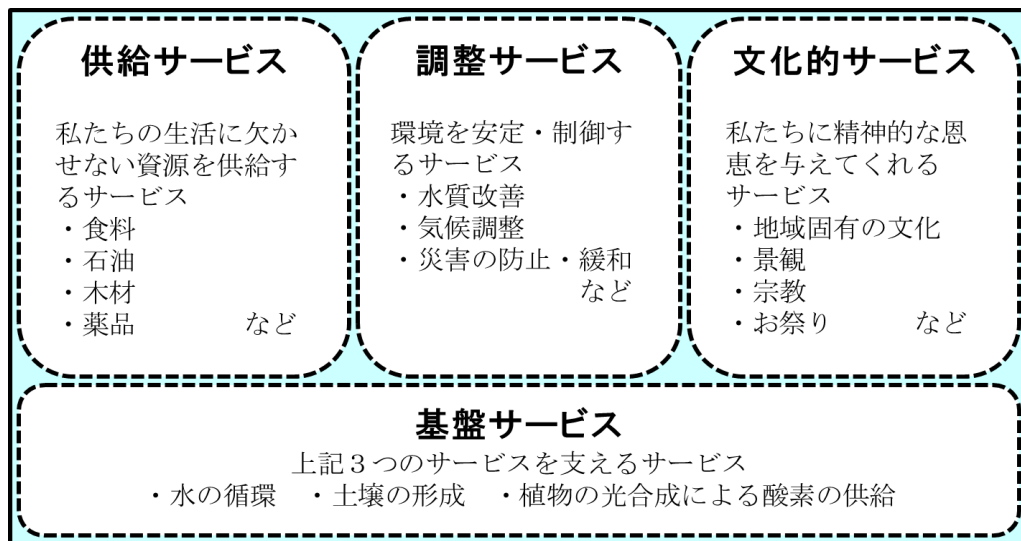 供給サービス
私たちの生活に欠か
せない資源を供給す
るサービス
・食料
・石油
・木材
・薬品　　　　など
調整サービス
環境を安定・制御す
るサービス
・水質改善
・気候調整
・災害の防止・緩和
など
文化的サービス
私たちに精神的な恩
恵を与えてくれる
サービス
・地域固有の文化
・景観
・宗教
・お祭り　　　など
基盤サービス
上記３つのサービスを支えるサービス
・水の循環　・土壌の形成　・植物の光合成による酸素の供給